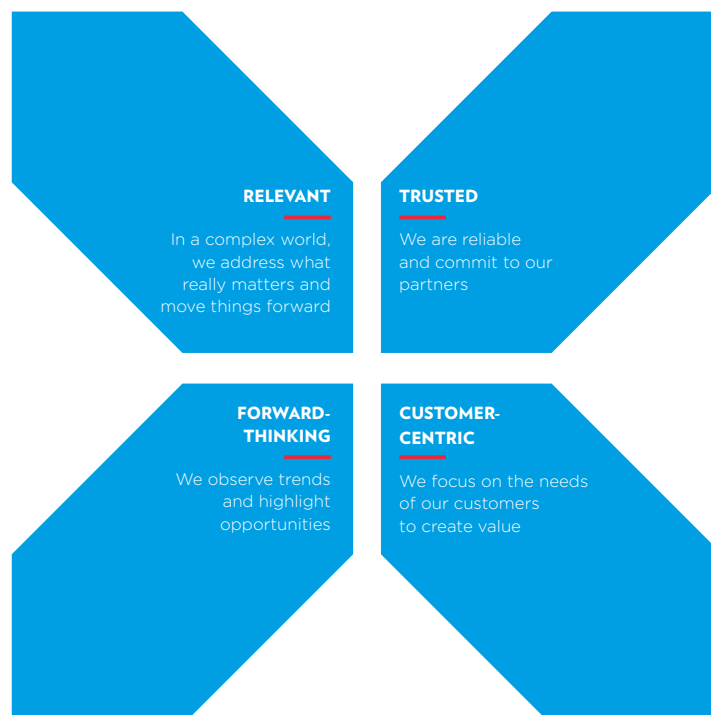 RELEVANT
In a complex world,
we address what
really matters and
move things forward
TRUSTED
We are reliable
and commit to our
partners
FORWARD-
THINKING
We observe trends
and highlight
opportunities
CUSTOMER-
CENTRIC
We focus on the needs
of our customers
to create value